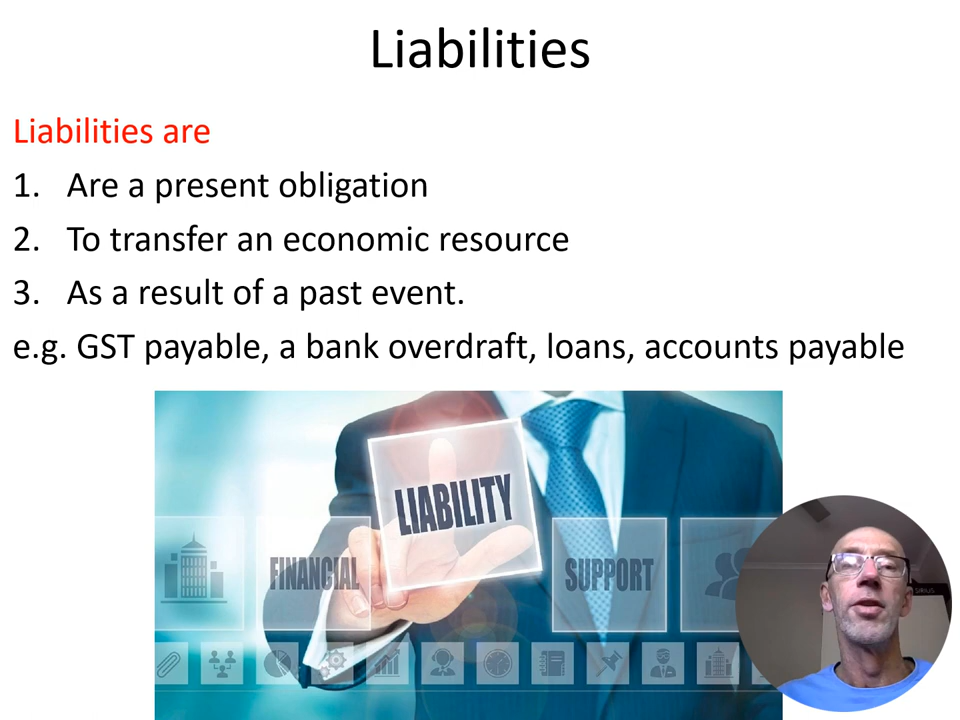 Liabilities
Liabilities are
1. Are a present obligation
2. To transfer an economic resource
3. As a result of a past event.
e.g. GST payable, a bank overdraft, loans, accounts payable
LIABILITY
FINANCIAL
SUPPORT
SIRIUS